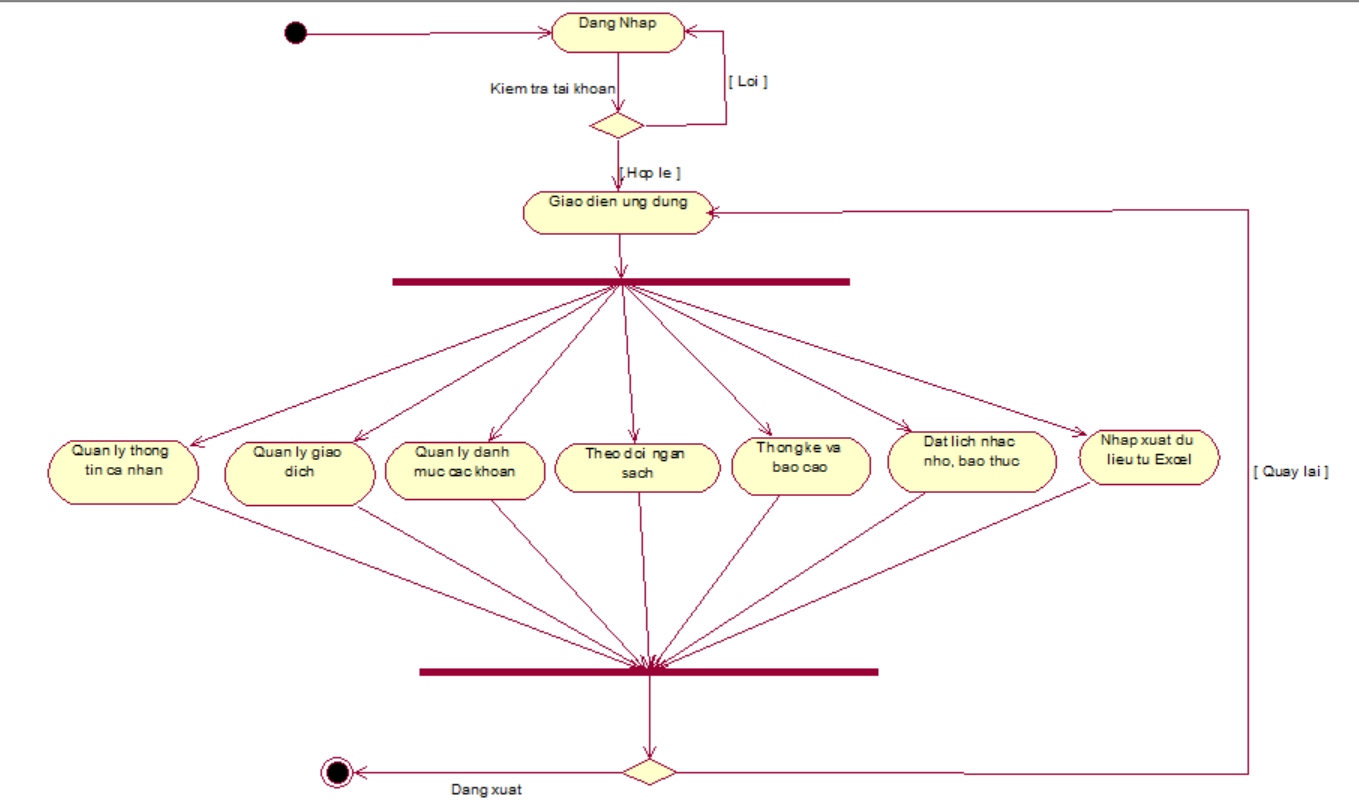 Dang Nhap
Kiem tra tai khoan
[ Loi ]
[ Hop le ]
Giao dien ung dung
Quan ly thong
tin ca nhan
Quan ly giao
dich
Quan ly danh
muc cac khoan
Theo doi ngan
sach
Thong ke va
bao cao
Dat lich nhac
nho, bao thuc
Nhap xuat du
lieu tu Excel
[ Quay lai ]
Dang xuat